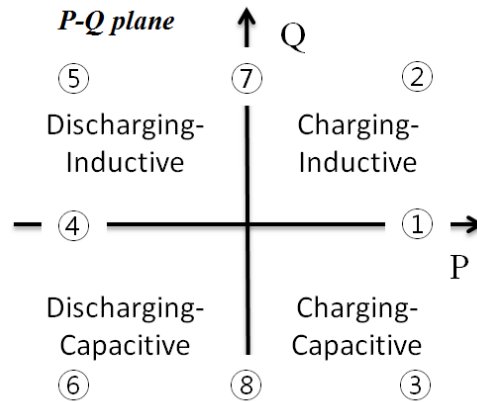 P-Q plane
Q
⑤ ⑦ ②
Discharging-
Inductive
Charging-
Inductive
④ ①
P
Discharging-
Capacitive
Charging-
Capacitive
⑥ ⑧ ③